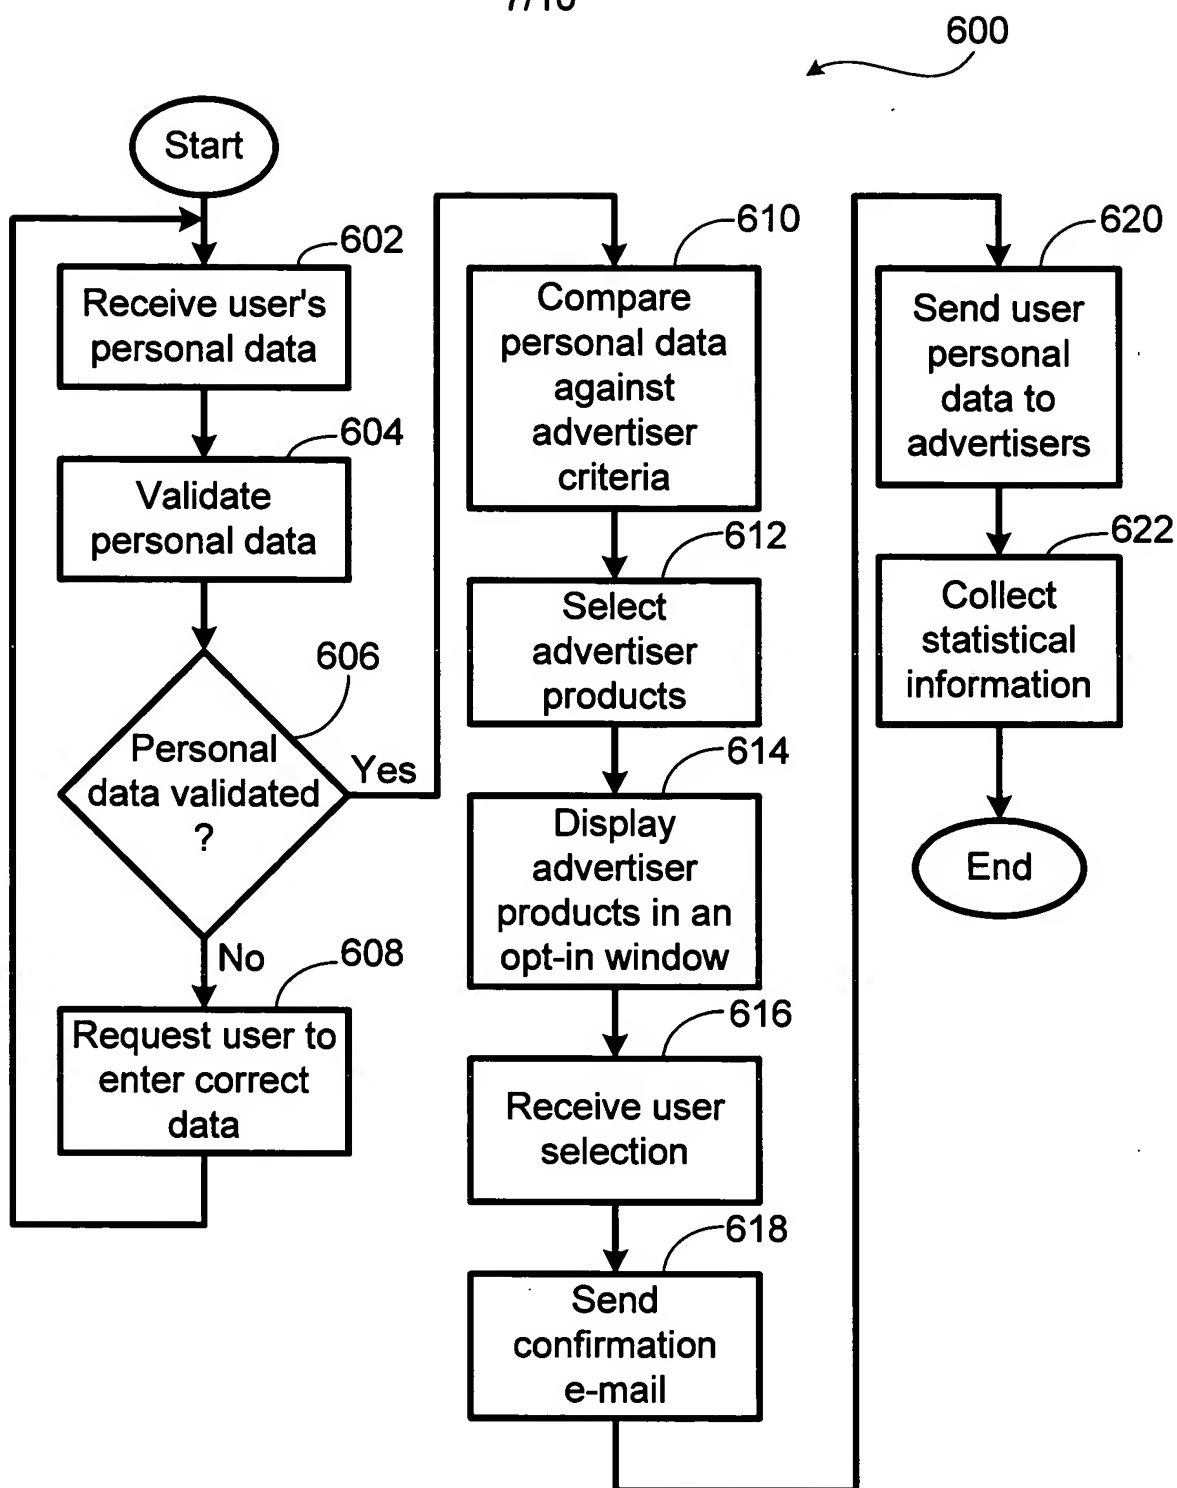 600
Start
602
Receive user's
personal data
604
Validate
personal data
606
Personal
data validated
?
Yes
No
608
Request user to
enter correct
data
610
Compare
personal data
against
advertiser
criteria
612
Select
advertiser
products
614
Display
advertiser
products in an
opt-in window
616
Receive user
selection
618
Send
confirmation
e-mail
620
Send user
personal
data to
advertisers
622
Collect
statistical
information
End